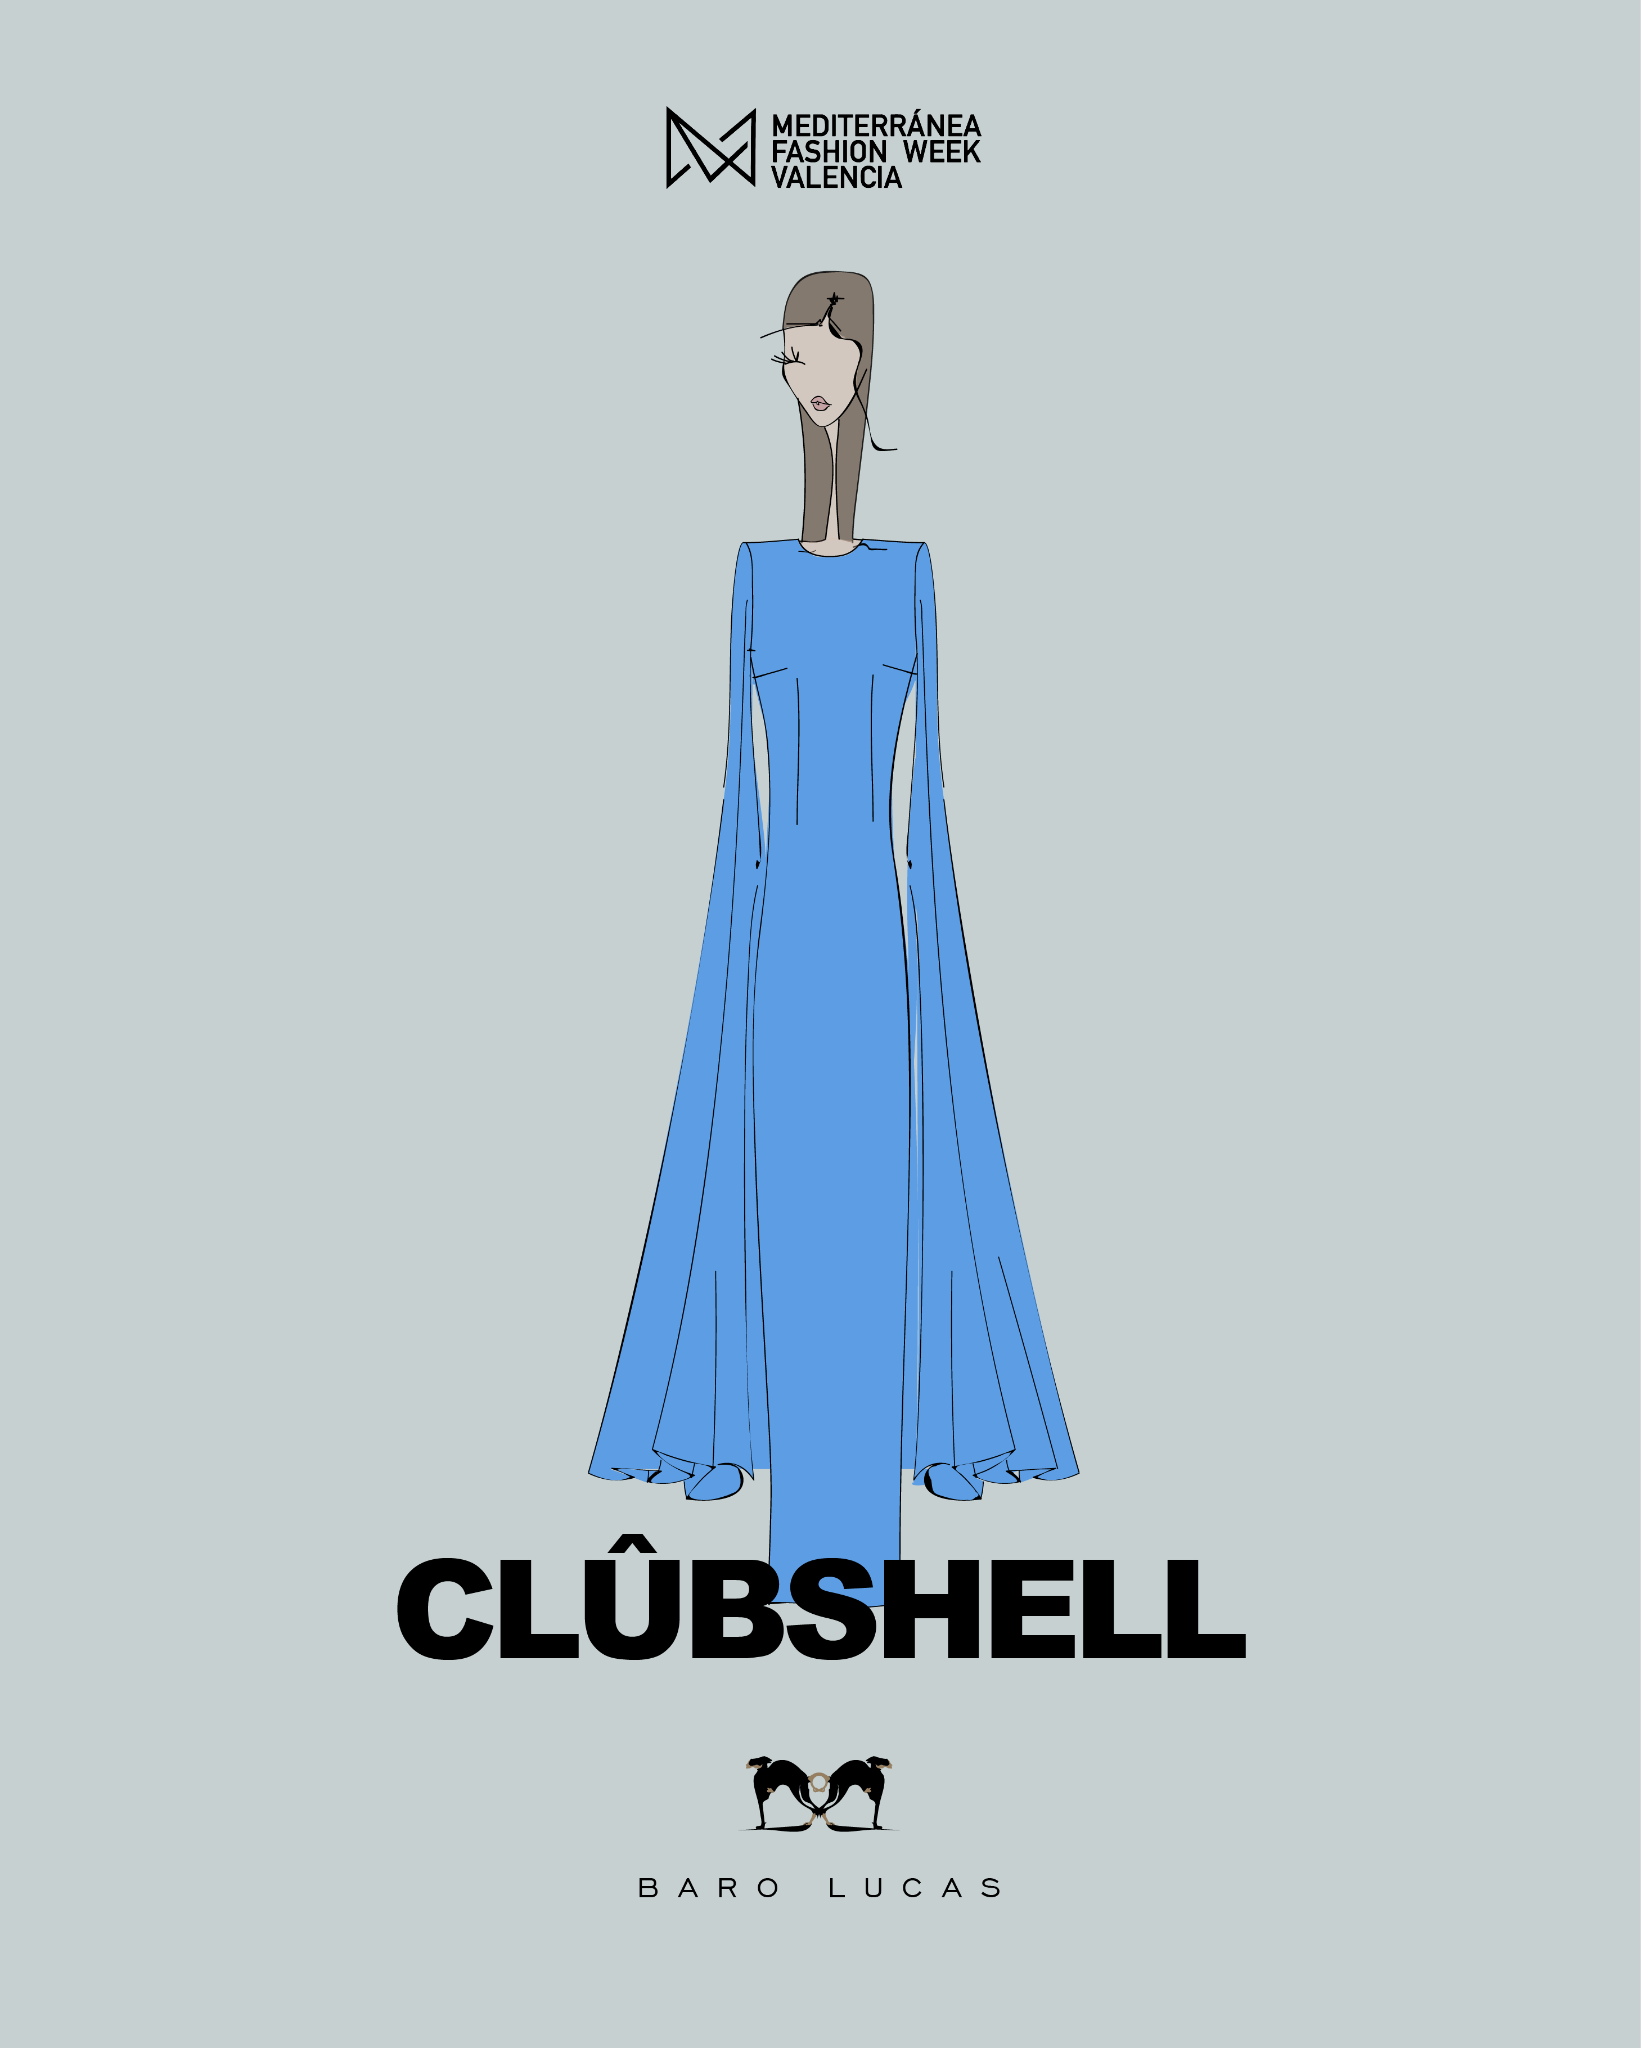 MEDITERRÁNEA
FASHION WEEK
VALENCIA
CLÛBSHELL
BARO LUCAS